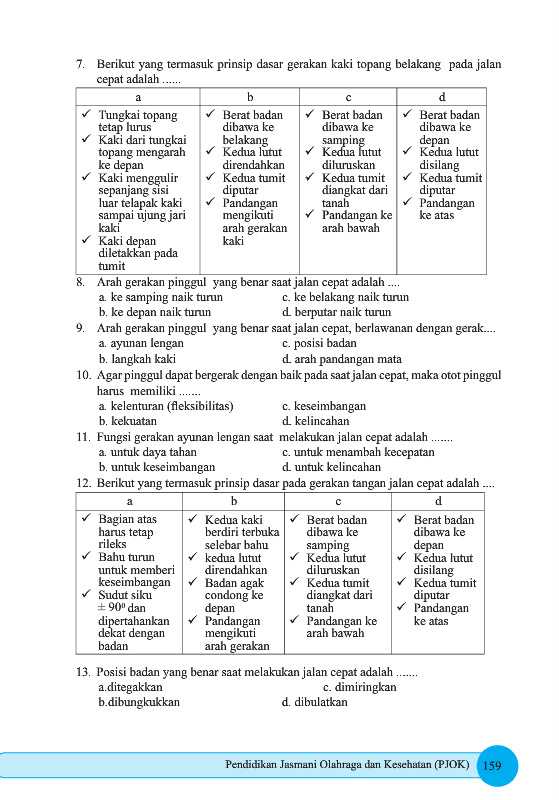 7. Berikut yang termasuk prinsip dasar gerakan kaki topang belakang pada jalan
cepat adalah ......
a
✓ Tungkai topang
tetap lurus
✓ Kaki dari tungkai
topang mengarah
ke depan
✓ Kaki menggulir
sepanjang sisi
luar telapak kaki
sampai ujung jari
kaki
✓ Kaki depan
diletakkan pada
tumit
b
✓ Berat badan
dibawa ke
belakang
✓ Kedua lutut
direndahkan
✓ Kedua tumit
diputar
✓ Pandangan
mengikuti
arah gerakan
kaki
c
✓ Berat badan
dibawa ke
samping
✓ Kedua lutut
diluruskan
✓ Kedua tumit
diangkat dari
tanah
✓ Pandangan ke
arah bawah
d
✓ Berat badan
dibawa ke
depan
✓ Kedua lutut
disilang
✓ Kedua tumit
diputar
✓ Pandangan
ke atas
8. Arah gerakan pinggul yang benar saat jalan cepat adalah ....
a. ke samping naik turun c. ke belakang naik turun
b. ke depan naik turun d. berputar naik turun
9. Arah gerakan pinggul yang benar saat jalan cepat, berlawanan dengan gerak....
a. ayunan lengan c. posisi badan
b. langkah kaki d. arah pandangan mata
10. Agar pinggul dapat bergerak dengan baik pada saat jalan cepat, maka otot pinggul
harus memiliki .......
a. kelenturan (fleksibilitas) c. keseimbangan
b. kekuatan d. kelincahan
11. Fungsi gerakan ayunan lengan saat melakukan jalan cepat adalah .......
a. untuk daya tahan c. untuk menambah kecepatan
b. untuk keseimbangan d. untuk kelincahan
12. Berikut yang termasuk prinsip dasar pada gerakan tangan jalan cepat adalah ....
a
✓ Bagian atas
harus tetap
rileks
✓ Bahu turun
untuk memberi
keseimbangan
✓ Sudut siku
± 90⁰ dan
dipertahankan
dekat dengan
badan
b
✓ Kedua kaki
berdiri terbuka
selebar bahu
✓ kedua lutut
direndahkan
✓ Badan agak
condong ke
depan
✓ Pandangan
mengikuti
arah gerakan
c
✓ Berat badan
dibawa ke
samping
✓ Kedua lutut
diluruskan
✓ Kedua tumit
diangkat dari
tanah
✓ Pandangan ke
arah bawah
d
✓ Berat badan
dibawa ke
depan
✓ Kedua lutut
disilang
✓ Kedua tumit
diputar
✓ Pandangan
ke atas
13. Posisi badan yang benar saat melakukan jalan cepat adalah .......
a.ditegakkan c. dimiringkan
b.dibungkukkan d. dibulatkan
Pendidikan Jasmani Olahraga dan Kesehatan (PJOK) 159